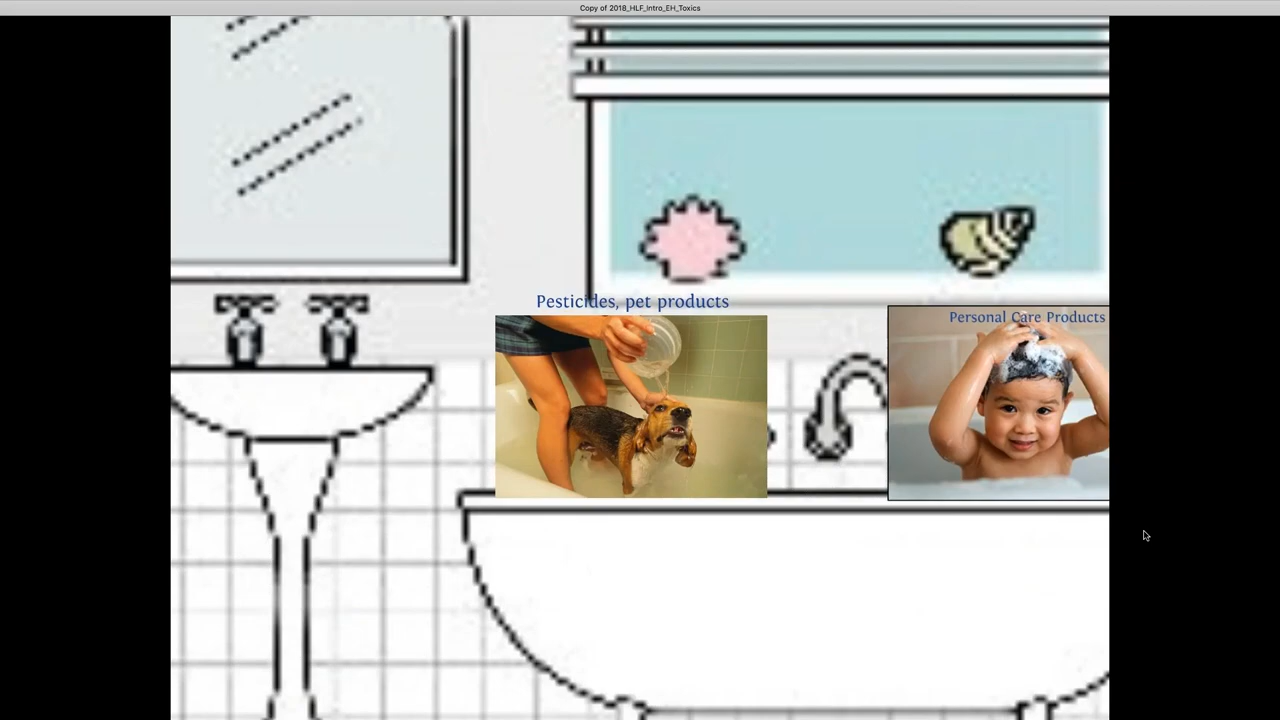 Copy of 2018_HLF_Intro_EH_Toxics
Pesticides, pet products
Personal Care Products